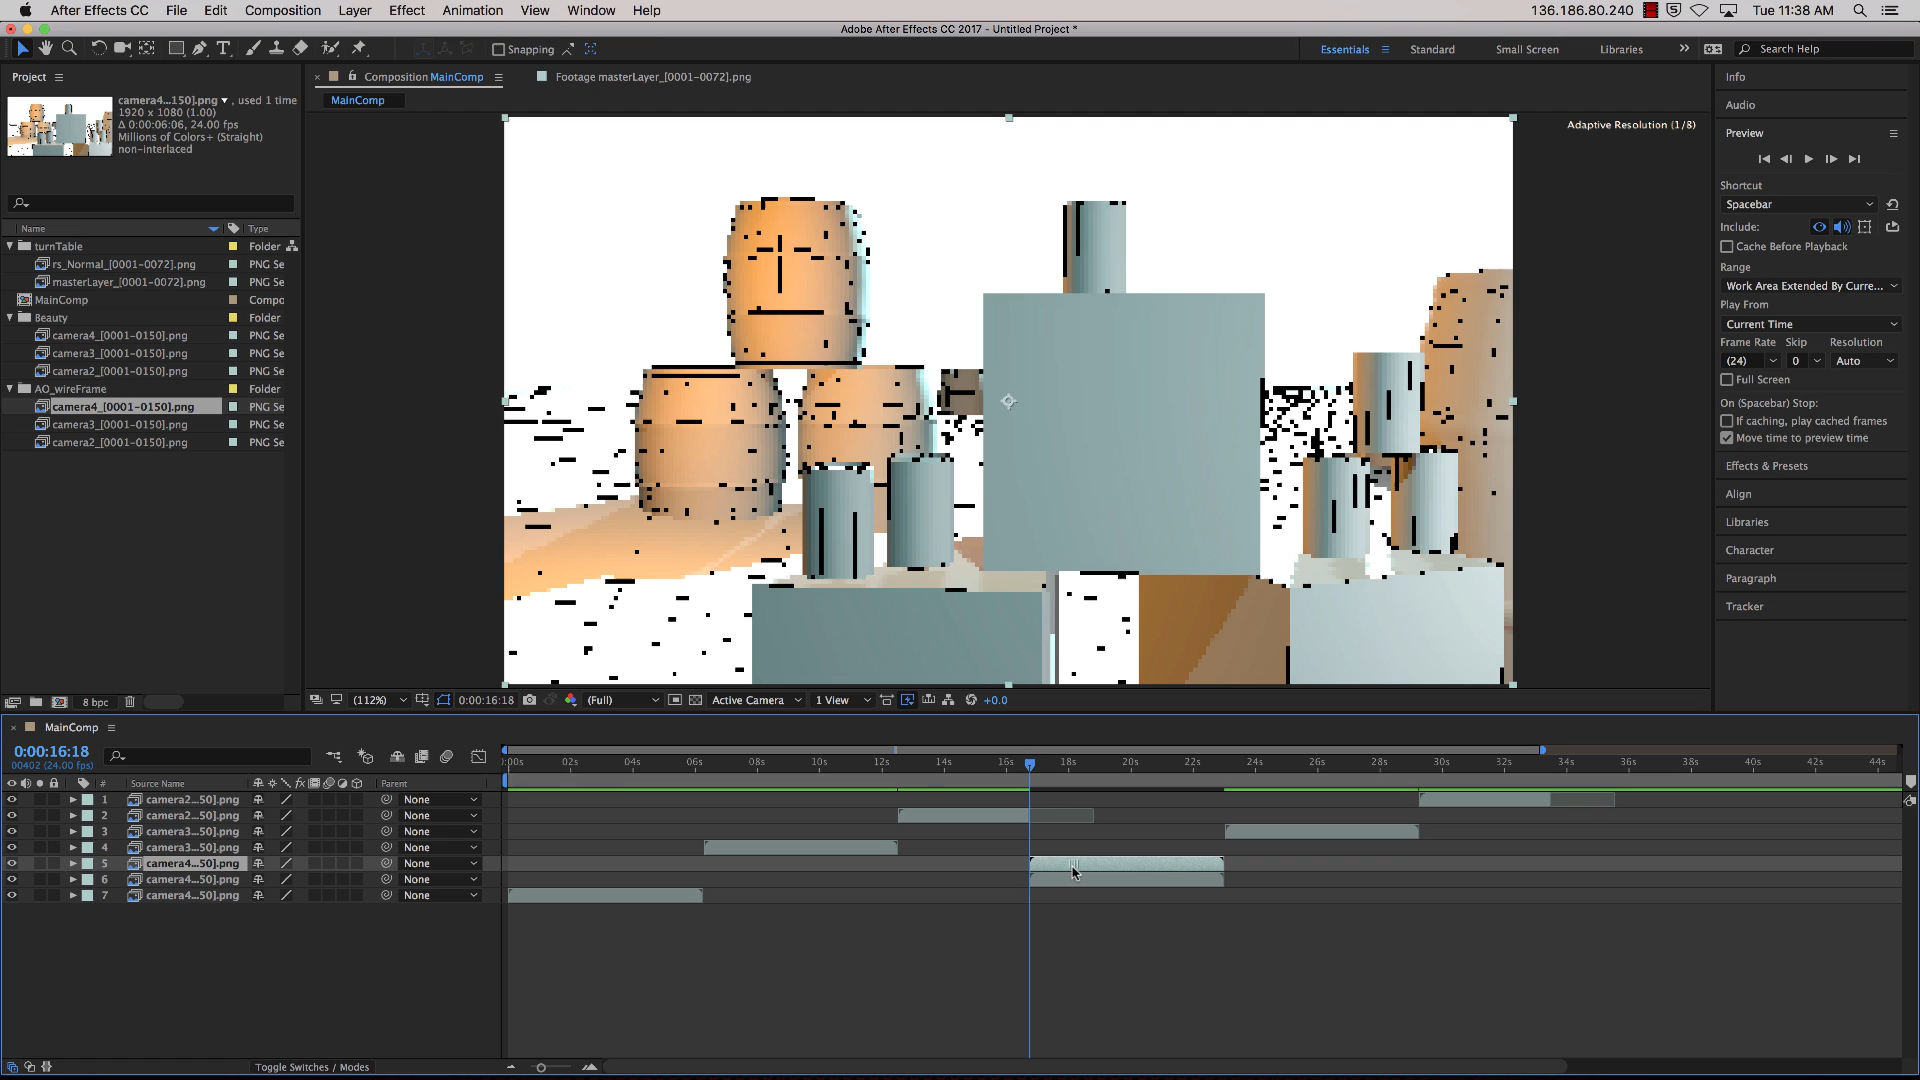 After Effects CC File Edit Composition Layer Effect Animation View Window Help 136.186.80.240 Tue 11:38 AM
Adobe After Effects CC 2017 - Untitled Project *
Snapping Essentials Standard Small Screen Libraries Search Help
Project
camera4...150].png , used 1 time
1920 x 1080 (1.00)
Δ 0:00:06:06, 24.00 fps
Millions of Colors+ (Straight)
non-interlaced
Name Type
turnTable Folder
rs_Normal_[0001-0072].png PNG Se
masterLayer_[0001-0072].png PNG Se
MainComp Compo
Beauty Folder
camera4_[0001-0150].png PNG Se
camera3_[0001-0150].png PNG Se
camera2_[0001-0150].png PNG Se
AO_wireFrame Folder
camera4_[0001-0150].png PNG Se
camera3_[0001-0150].png PNG Se
camera2_[0001-0150].png PNG Se
8 bpc
Composition MainComp Footage masterLayer_[0001-0072].png
MainComp
Adaptive Resolution (1/8)
(112%) 0:00:16:18 (Full) Active Camera 1 View +0.0
Info
Audio
Preview
Shortcut
Spacebar
Include:
Cache Before Playback
Range
Work Area Extended By Curre...
Play From
Current Time
Frame Rate Skip Resolution
(24) 0 Auto
Full Screen
On (Spacebar) Stop:
If caching, play cached frames
Move time to preview time
Effects & Presets
Align
Libraries
Character
Paragraph
Tracker
MainComp
0:00:16:18
00402 (24.00 fps)
):00s 02s 04s 06s 08s 10s 12s 14s 16s 18s 20s 22s 24s 26s 28s 30s 32s 34s 36s 38s 40s 42s 44s
# Source Name fx Parent
1 camera2...50].png None
2 camera2...50].png None
3 camera3...50].png None
4 camera3...50].png None
5 camera4...50].png None
6 camera4...50].png None
7 camera4...50].png None
Toggle Switches / Modes